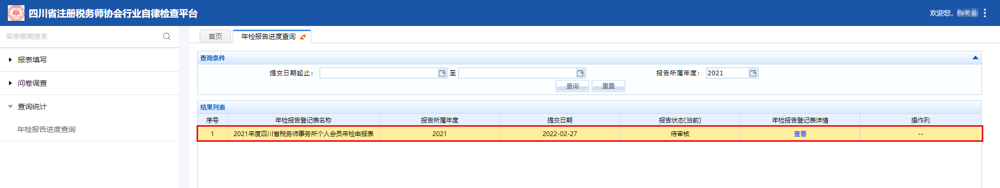 四川省注册税务师协会行业自律检查平台
欢迎您,
菜单模糊搜索
首页
年检报告进度查询
报表填写
问卷调查
查询统计
年检报告进度查询
查询条件
提交日期起止: 至 报告所属年度: 2021
查询 重置
结果列表
序号 年检报告登记表名称 报告所属年度 提交日期 报告状态(当前) 年检报告登记表详情 操作列
1 2021年度四川省税务师事务所个人会员年检申报表 2021 2022-02-27 待审核 查看 --